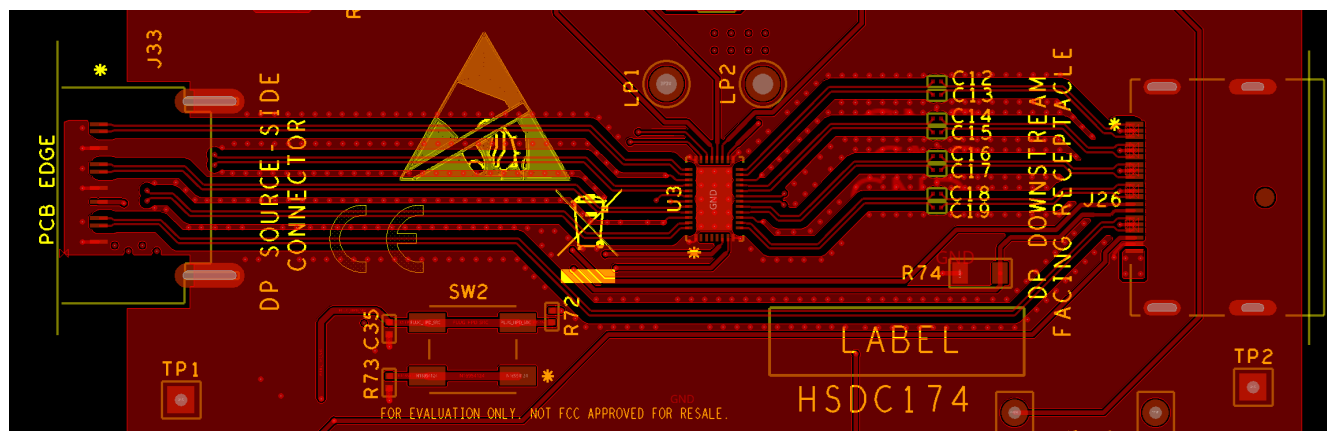 J33
PCB EDGE
DP SOURCE-SIDE
CONNECTOR
CE
LP1
LP2
U3
GND
C12
C13
C14
C15
C16
C17
C18
C19
DP DOWNSTREAM
FACING RECEPTACLE
J26
R74
GND
SW2
R72
C35
R73
TP1
LABEL
HSDC174
TP2
GND
FOR EVALUATION ONLY. NOT FCC APPROVED FOR RESALE.